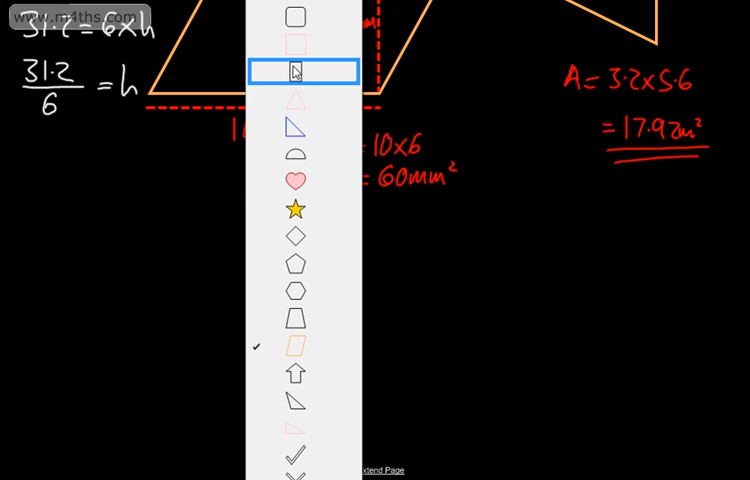 www.m4ths.com
31·2 = 6 x h
31·2 / 6 = h
A = 3·2 x 5·6
= 17·92m²
= 10 x 6
= 60mm²
xtend Page